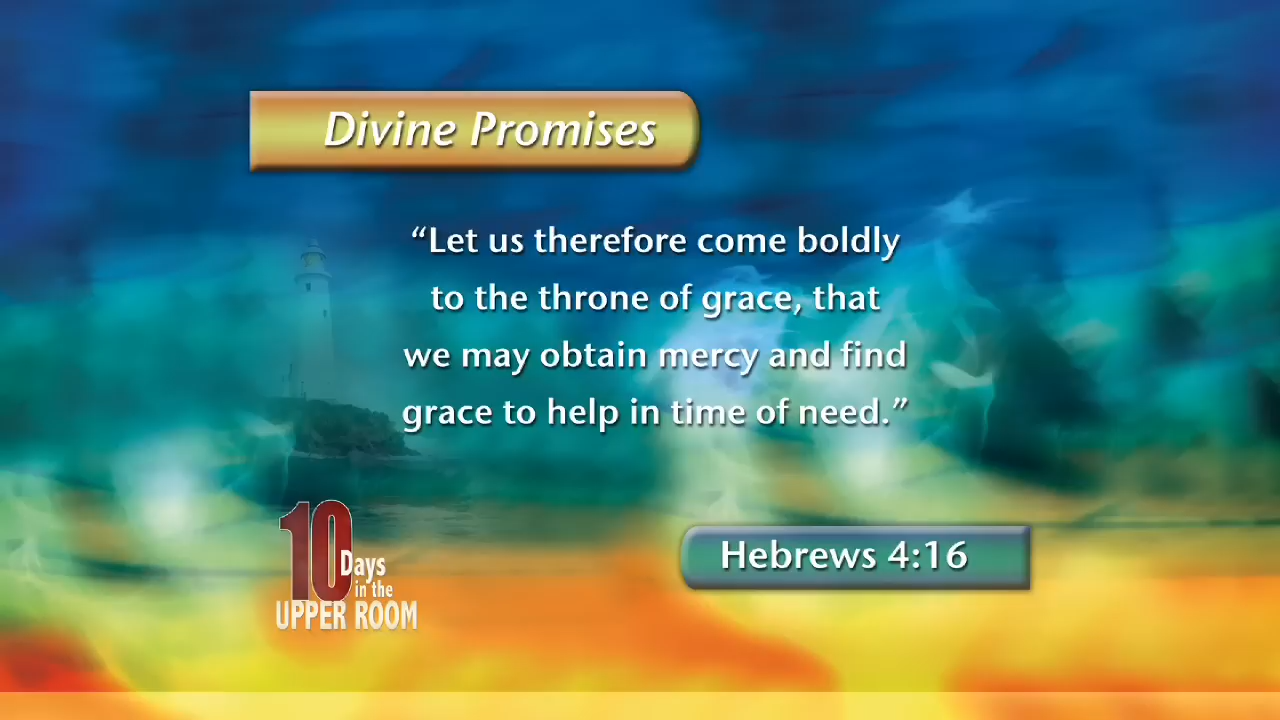 Divine Promises
“Let us therefore come boldly
to the throne of grace, that
we may obtain mercy and find
grace to help in time of need.”
Hebrews 4:16
10
Days
in the
UPPER ROOM